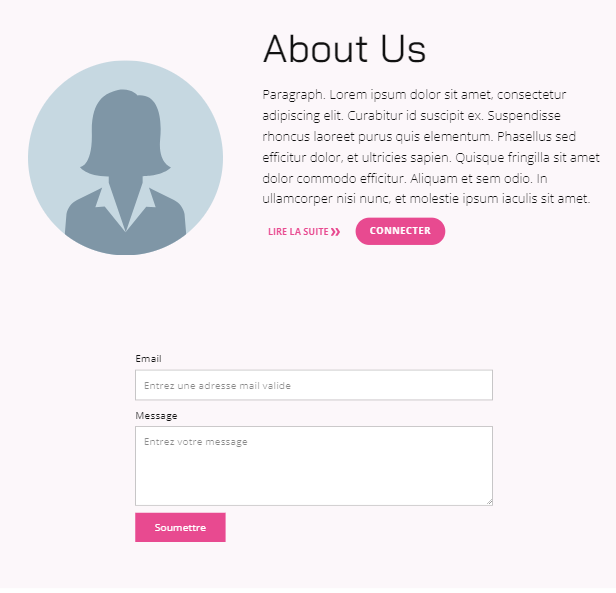 About Us
Paragraph. Lorem ipsum dolor sit amet, consectetur
adipiscing elit. Curabitur id suscipit ex. Suspendisse
rhoncus laoreet purus quis elementum. Phasellus sed
efficitur dolor, et ultricies sapien. Quisque fringilla sit amet
dolor commodo efficitur. Aliquam et sem odio. In
ullamcorper nisi nunc, et molestie ipsum iaculis sit amet.
LIRE LA SUITE » CONNECTER
Email
Entrez une adresse mail valide
Message
Entrez votre message
Soumettre